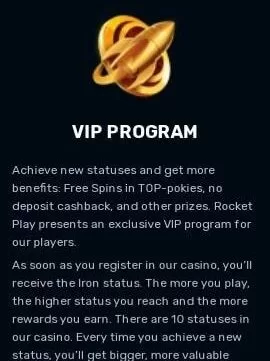 VIP PROGRAM
Achieve new statuses and get more
benefits: Free Spins in TOP-pokies, no
deposit cashback, and other prizes. Rocket
Play presents an exclusive VIP program for
our players.
As soon as you register in our casino, you'll
receive the Iron status. The more you play,
the higher status you reach and the more
rewards you earn. There are 10 statuses in
our casino. Every time you achieve a new
status, you'll get bigger, more valuable